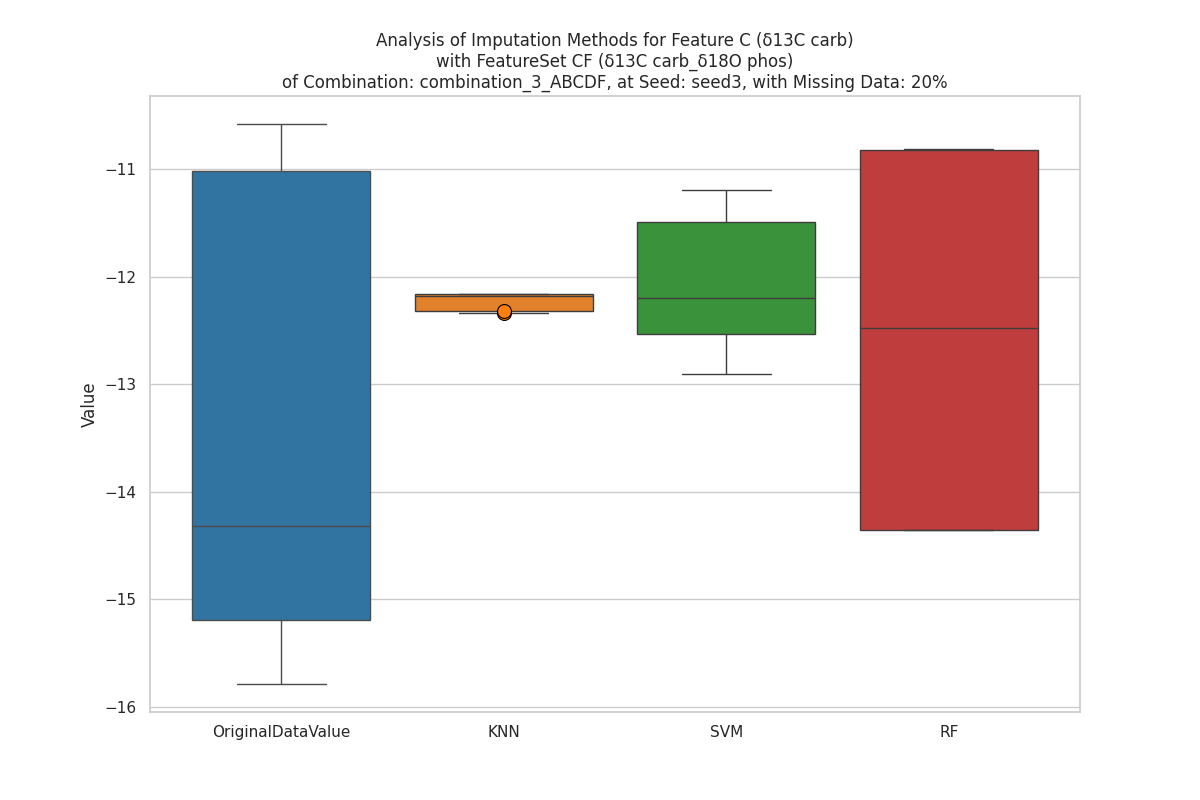 Analysis of Imputation Methods for Feature C (δ13C carb)
with FeatureSet CF (δ13C carb_δ18O phos)
of Combination: combination_3_ABCDF, at Seed: seed3, with Missing Data: 20%
Value
−11
−12
−13
−14
−15
−16
OriginalDataValue
KNN
SVM
RF